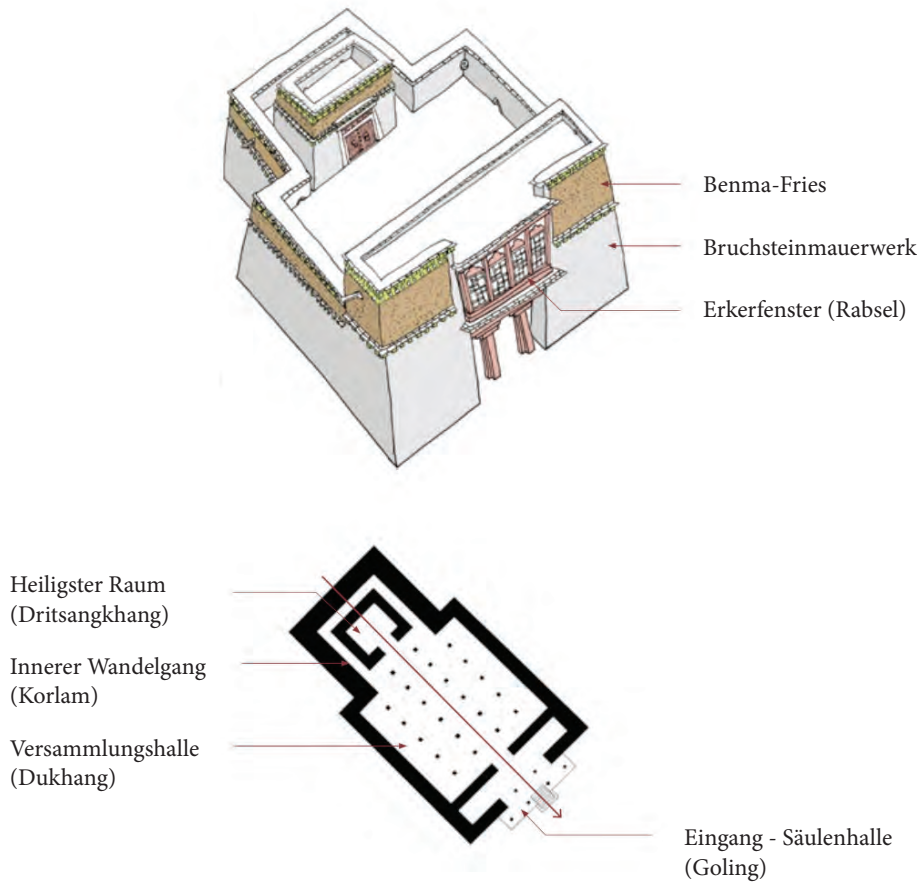 Benma-Fries
Bruchsteinmauerwerk
Erkerfenster (Rabsel)
Heiligster Raum
(Dritsangkhang)
Innerer Wandelgang
(Korlam)
Versammlungshalle
(Dukhang)
Eingang - Säulenhalle
(Goling)